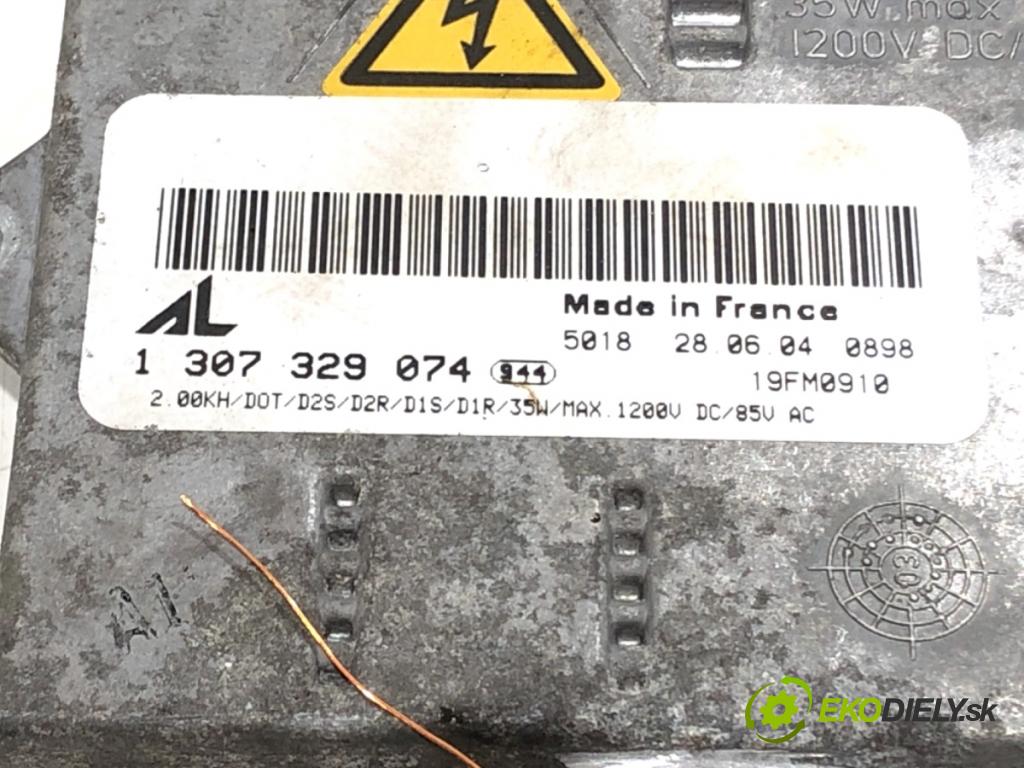 35W max
1200V DC/
AL
Made in France
5018 28.06.04 0898
1 307 329 074 944
19FM0910
2.00KH/DOT/D2S/D2R/D1S/D1R/35W/MAX.1200V DC/85V AC
03
A1
EKODIELY.sk